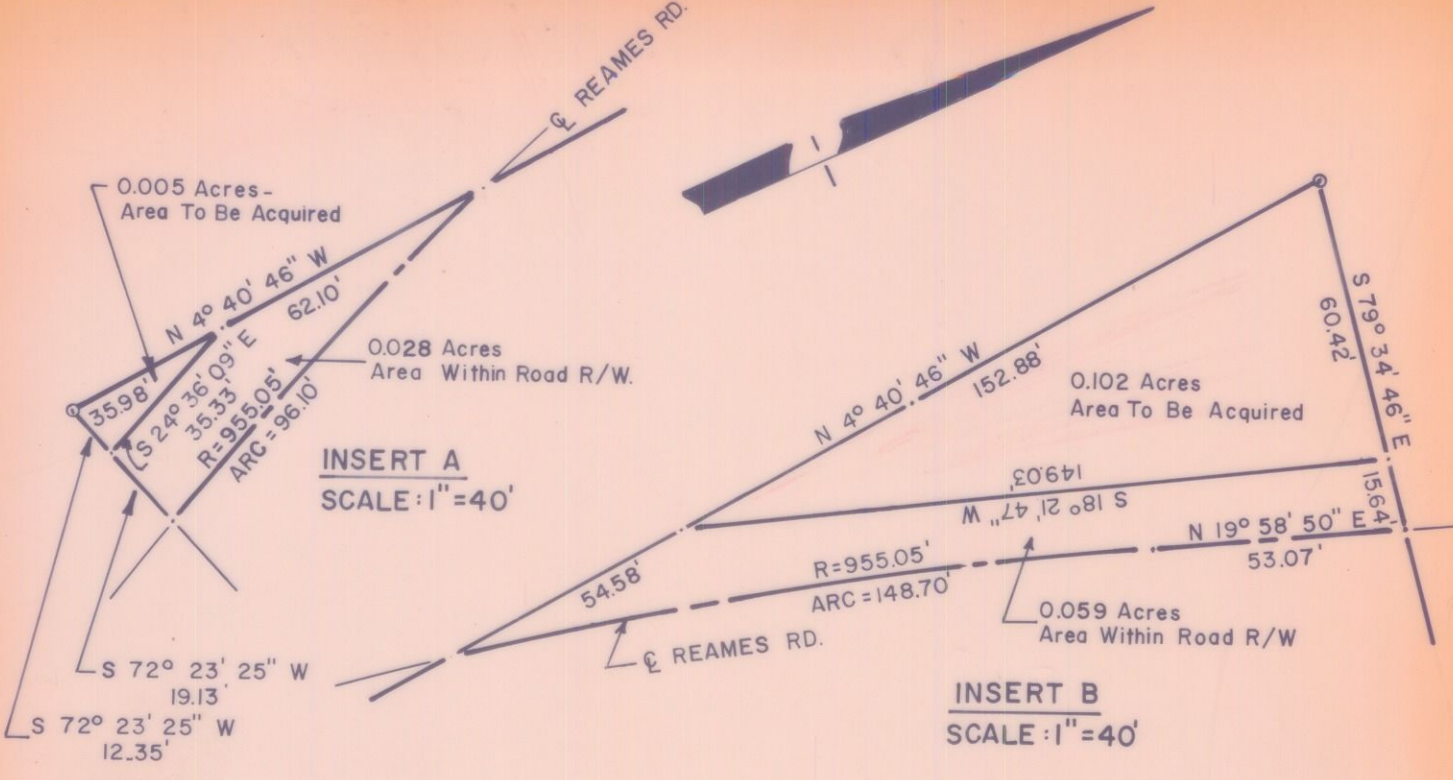 ℄ REAMES RD.
0.005 Acres-
Area To Be Acquired
N 4° 40' 46" W
62.10'
35.98'
S 24° 36' 09" E
35.33'
R=955.05'
ARC=96.10'
0.028 Acres
Area Within Road R/W.
INSERT A
SCALE: 1"=40'
S 72° 23' 25" W
19.13'
S 72° 23' 25" W
12.35'
N 4° 40' 46" W
152.88'
S 79° 34' 46" E
60.42'
0.102 Acres
Area To Be Acquired
S 18° 21' 47" W
149.03'
15.64'
N 19° 58' 50" E
53.07'
54.58'
R=955.05'
ARC=148.70'
℄ REAMES RD.
0.059 Acres
Area Within Road R/W
INSERT B
SCALE: 1"=40'